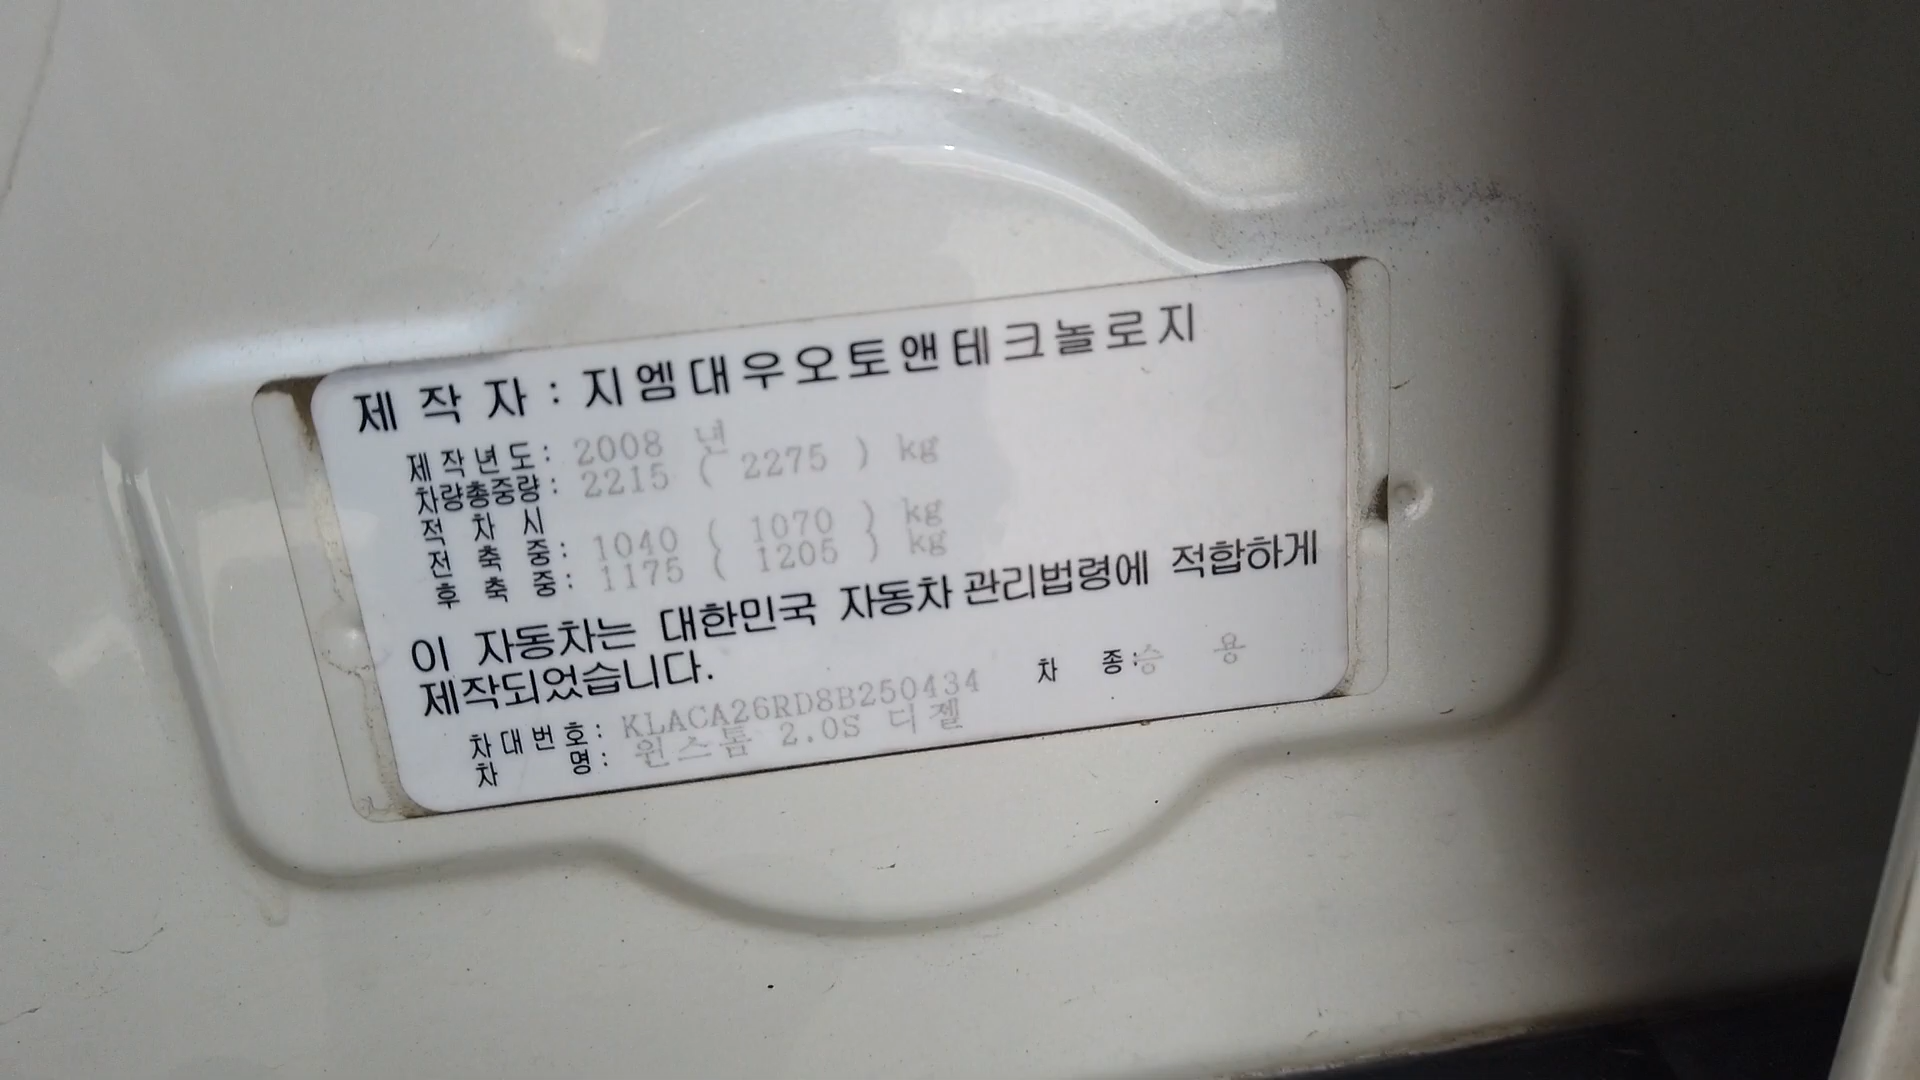 제 작 자 : 지엠대우오토앤테크놀로지
제작년도 : 2008 년
차량총중량 : 2215 ( 2275 ) kg
적 차 시
전 축 중 : 1040 ( 1070 ) kg
후 축 중 : 1175 ( 1205 ) kg
이 자동차는 대한민국 자동차관리법령에 적합하게
제작되었습니다.
차 종 : 승 용
차대번호 : KLACA26RD8B250434
차 명 : 윈스톰 2.0S 디젤